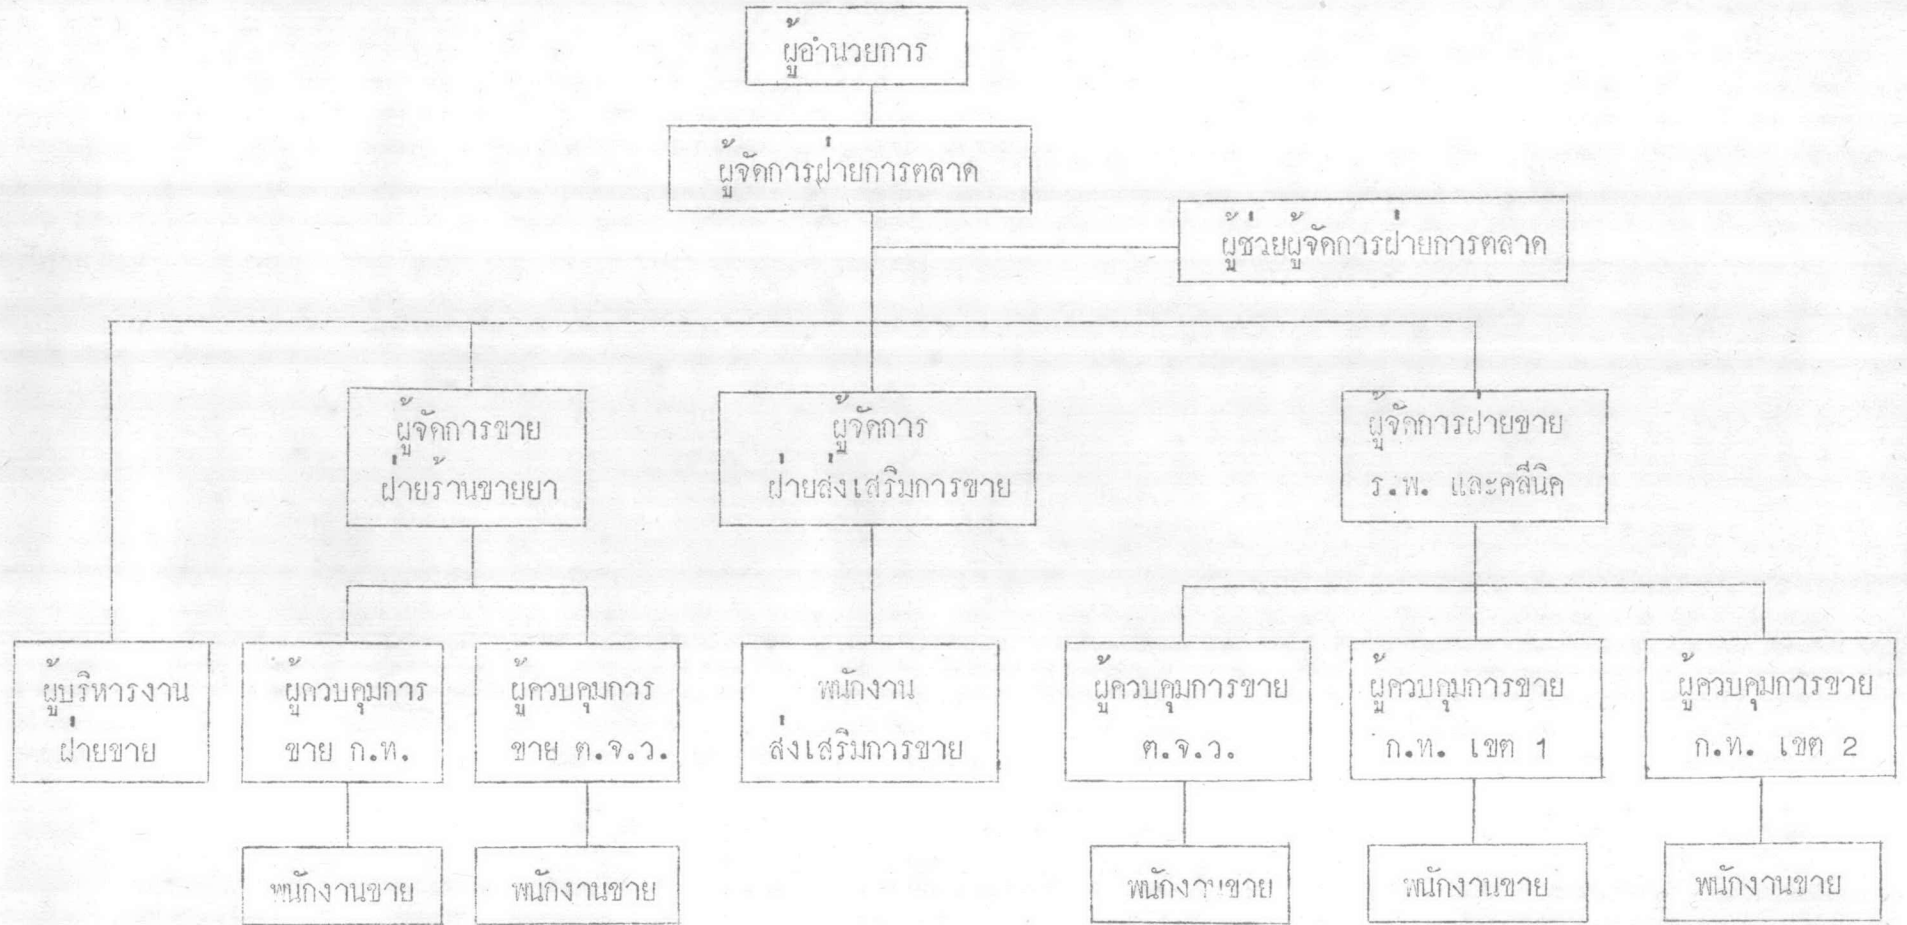 ผู้อำนวยการ
ผู้จัดการฝ่ายการตลาด
ผู้ช่วยผู้จัดการฝ่ายการตลาด
ผู้จัดการขาย
ฝ่ายร้านขายยา
ผู้จัดการ
ฝ่ายส่งเสริมการขาย
ผู้จัดการฝ่ายขาย
ร.พ. และคลีนิค
ผู้บริหารงาน
ฝ่ายขาย
ผู้ควบคุมการ
ขาย ก.ท.
ผู้ควบคุมการ
ขาย ต.จ.ว.
พนักงาน
ส่งเสริมการขาย
ผู้ควบคุมการขาย
ต.จ.ว.
ผู้ควบคุมการขาย
ก.ท. เขต 1
ผู้ควบคุมการขาย
ก.ท. เขต 2
พนักงานขาย
พนักงานขาย
พนักงานขาย
พนักงานขาย
พนักงานขาย